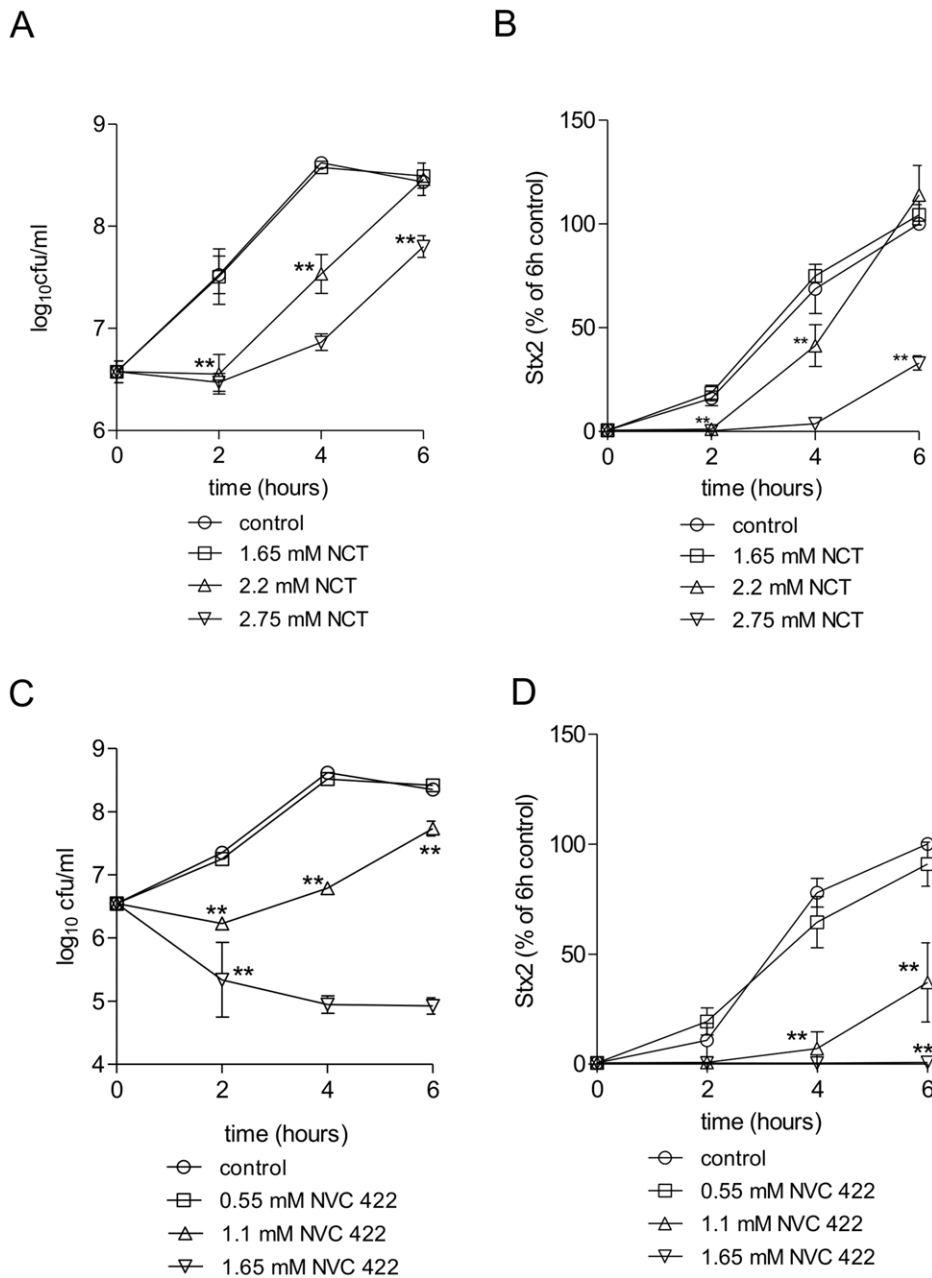 A
9
8
7
6
log₁₀cfu/ml
**
**
**
0
2
4
6
time (hours)
control
1.65 mM NCT
2.2 mM NCT
2.75 mM NCT
B
150
100
50
0
Stx2 (% of 6h control)
**
**
**
0
2
4
6
time (hours)
control
1.65 mM NCT
2.2 mM NCT
2.75 mM NCT
C
9
8
7
6
5
4
log₁₀ cfu/ml
**
**
**
**
0
2
4
6
time (hours)
control
0.55 mM NVC 422
1.1 mM NVC 422
1.65 mM NVC 422
D
150
100
50
0
Stx2 (% of 6h control)
**
**
**
0
2
4
6
time (hours)
control
0.55 mM NVC 422
1.1 mM NVC 422
1.65 mM NVC 422